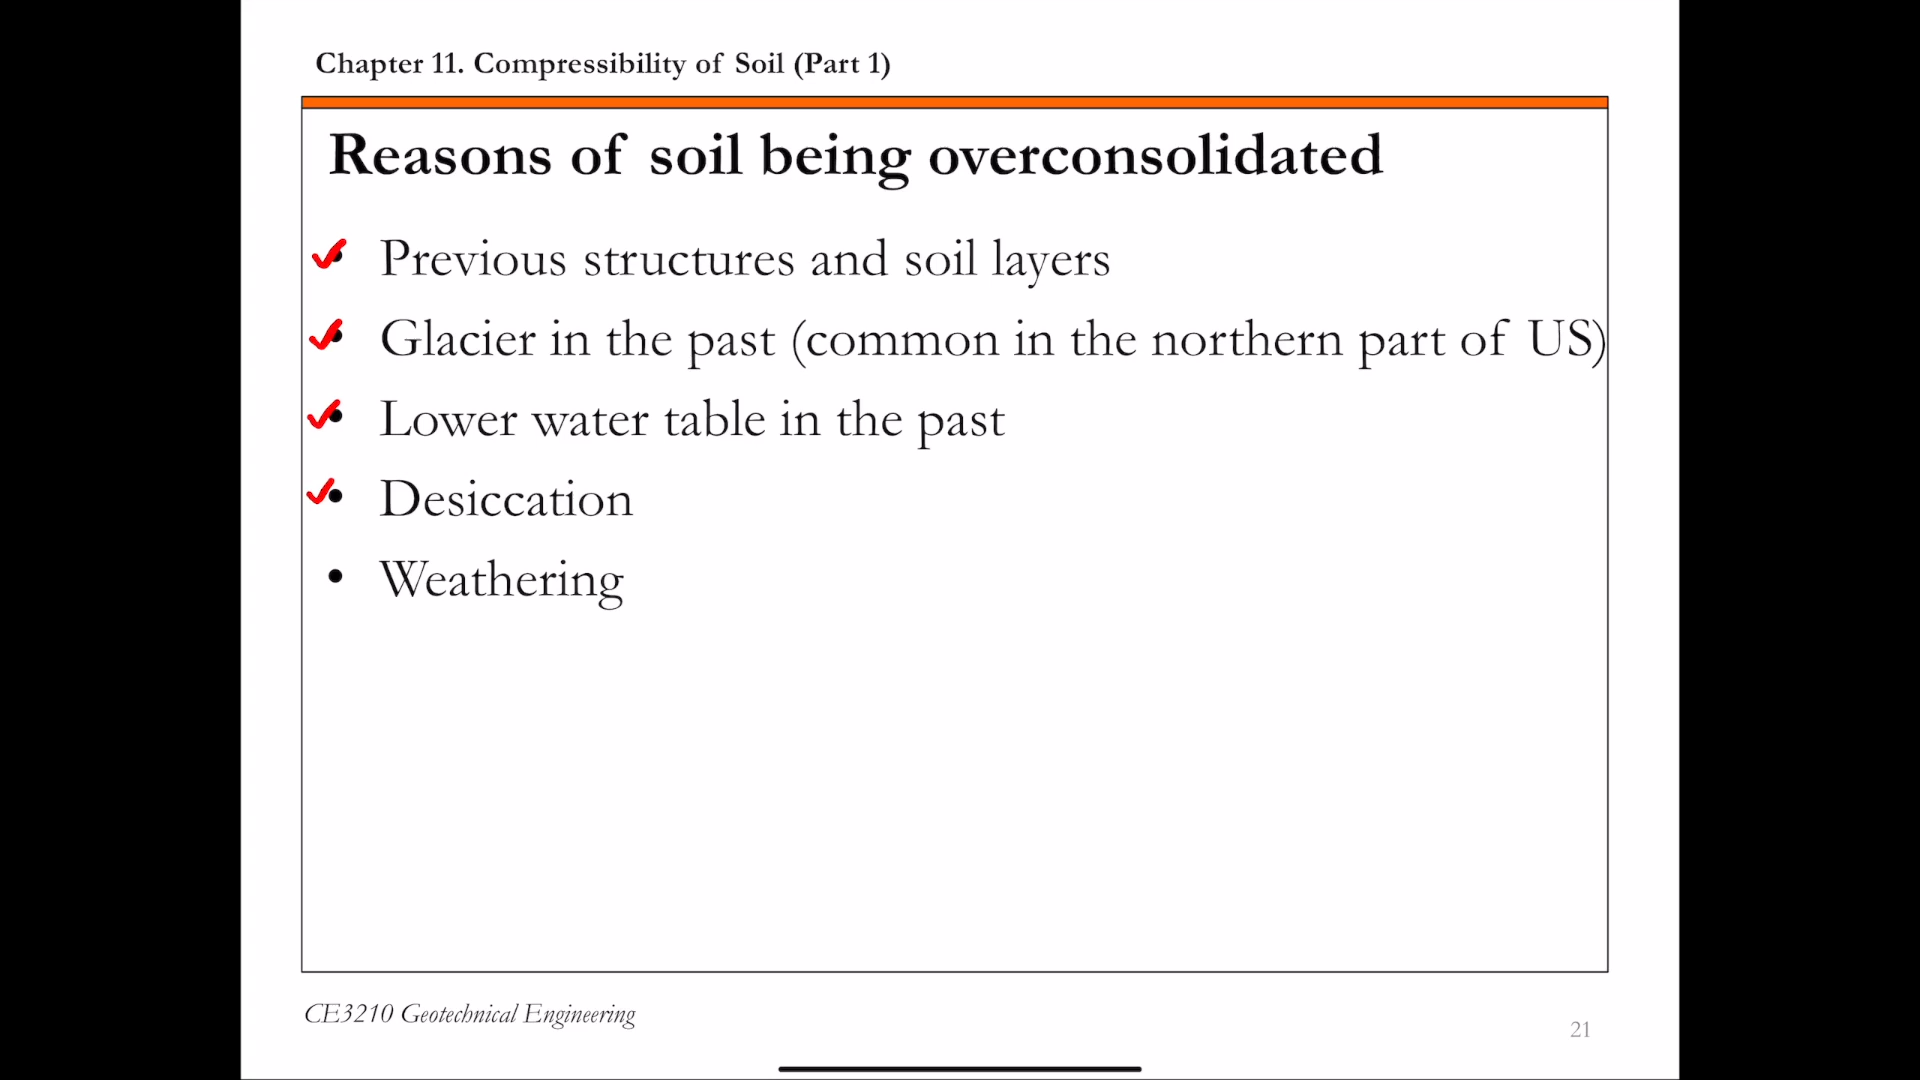 Chapter 11. Compressibility of Soil (Part 1)
Reasons of soil being overconsolidated
• Previous structures and soil layers
• Glacier in the past (common in the northern part of US)
• Lower water table in the past
• Desiccation
• Weathering
CE3210 Geotechnical Engineering
21